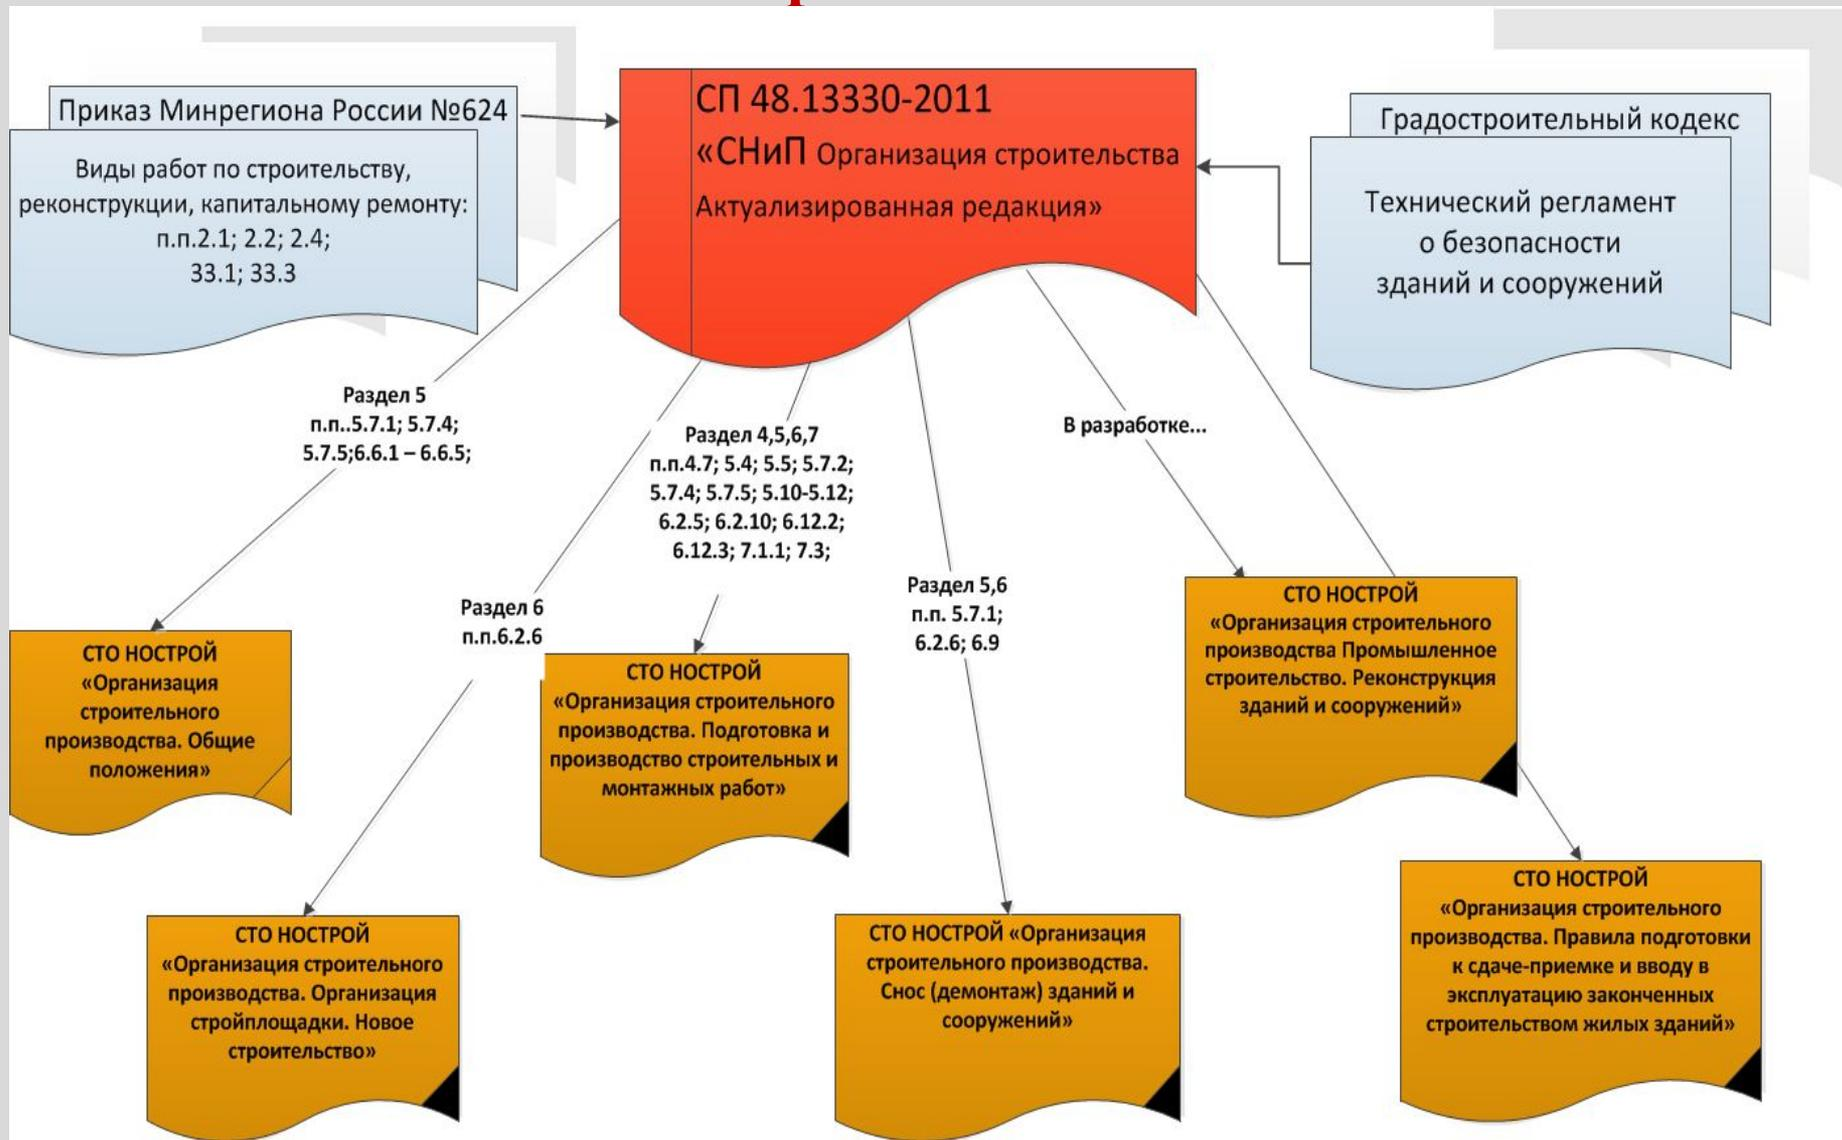 Приказ Минрегиона России №624
Виды работ по строительству,
реконструкции, капитальному ремонту:
п.п.2.1; 2.2; 2.4;
33.1; 33.3
СП 48.13330-2011
«СНиП Организация строительства
Актуализированная редакция»
Градостроительный кодекс
Технический регламент
о безопасности
зданий и сооружений
Раздел 5
п.п..5.7.1; 5.7.4;
5.7.5;6.6.1 – 6.6.5;
Раздел 6
п.п.6.2.6
Раздел 4,5,6,7
п.п.4.7; 5.4; 5.5; 5.7.2;
5.7.4; 5.7.5; 5.10-5.12;
6.2.5; 6.2.10; 6.12.2;
6.12.3; 7.1.1; 7.3;
Раздел 5,6
п.п. 5.7.1;
6.2.6; 6.9
В разработке...
СТО НОСТРОЙ
«Организация
строительного
производства. Общие
положения»
СТО НОСТРОЙ
«Организация строительного
производства. Подготовка и
производство строительных и
монтажных работ»
СТО НОСТРОЙ
«Организация строительного
производства Промышленное
строительство. Реконструкция
зданий и сооружений»
СТО НОСТРОЙ
«Организация строительного
производства. Организация
стройплощадки. Новое
строительство»
СТО НОСТРОЙ «Организация
строительного производства.
Снос (демонтаж) зданий и
сооружений»
СТО НОСТРОЙ
«Организация строительного
производства. Правила подготовки
к сдаче-приемке и вводу в
эксплуатацию законченных
строительством жилых зданий»